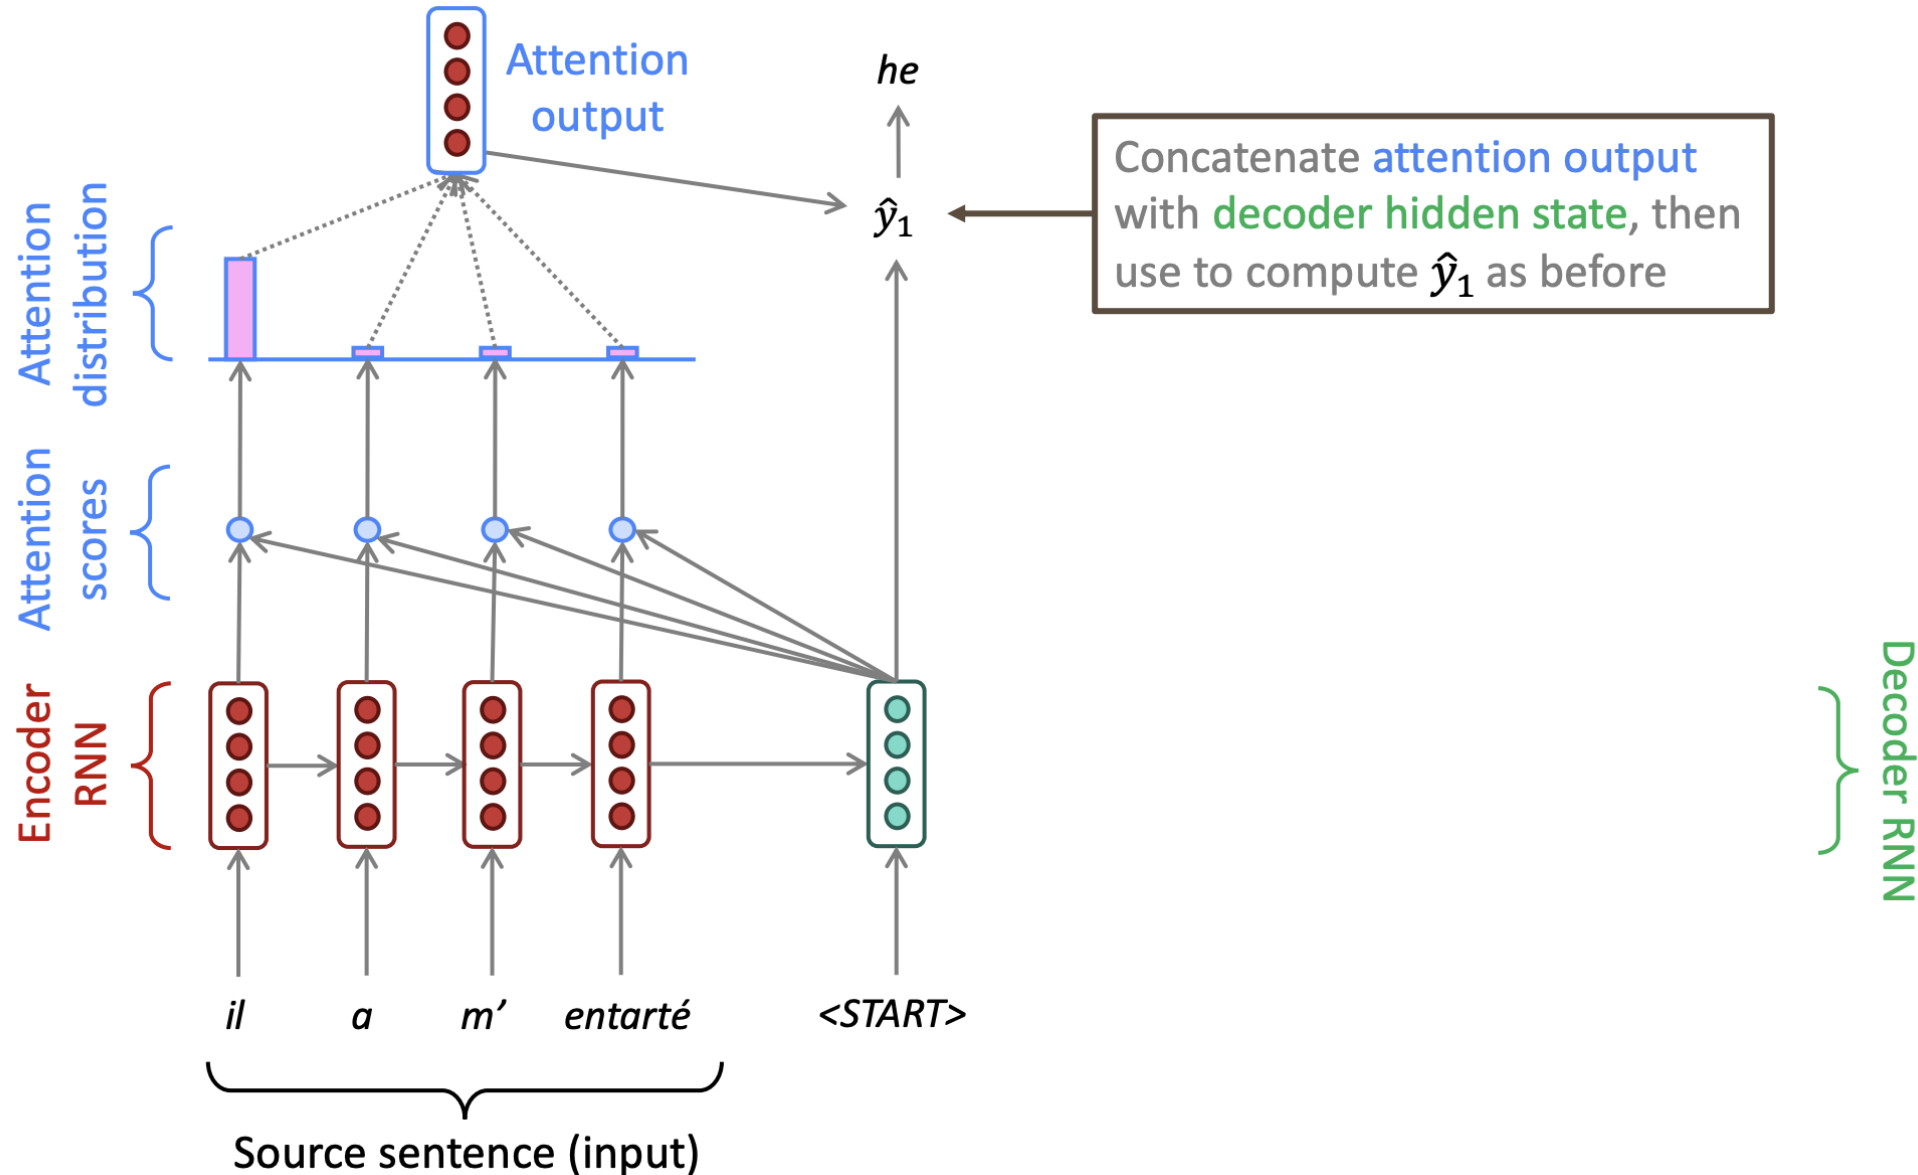 Attention
output
he
Concatenate attention output
with decoder hidden state, then
use to compute ŷ₁ as before
ŷ₁
Attention
distribution
Attention
scores
Encoder
RNN
Decoder RNN
il a m’ entarté <START>
Source sentence (input)